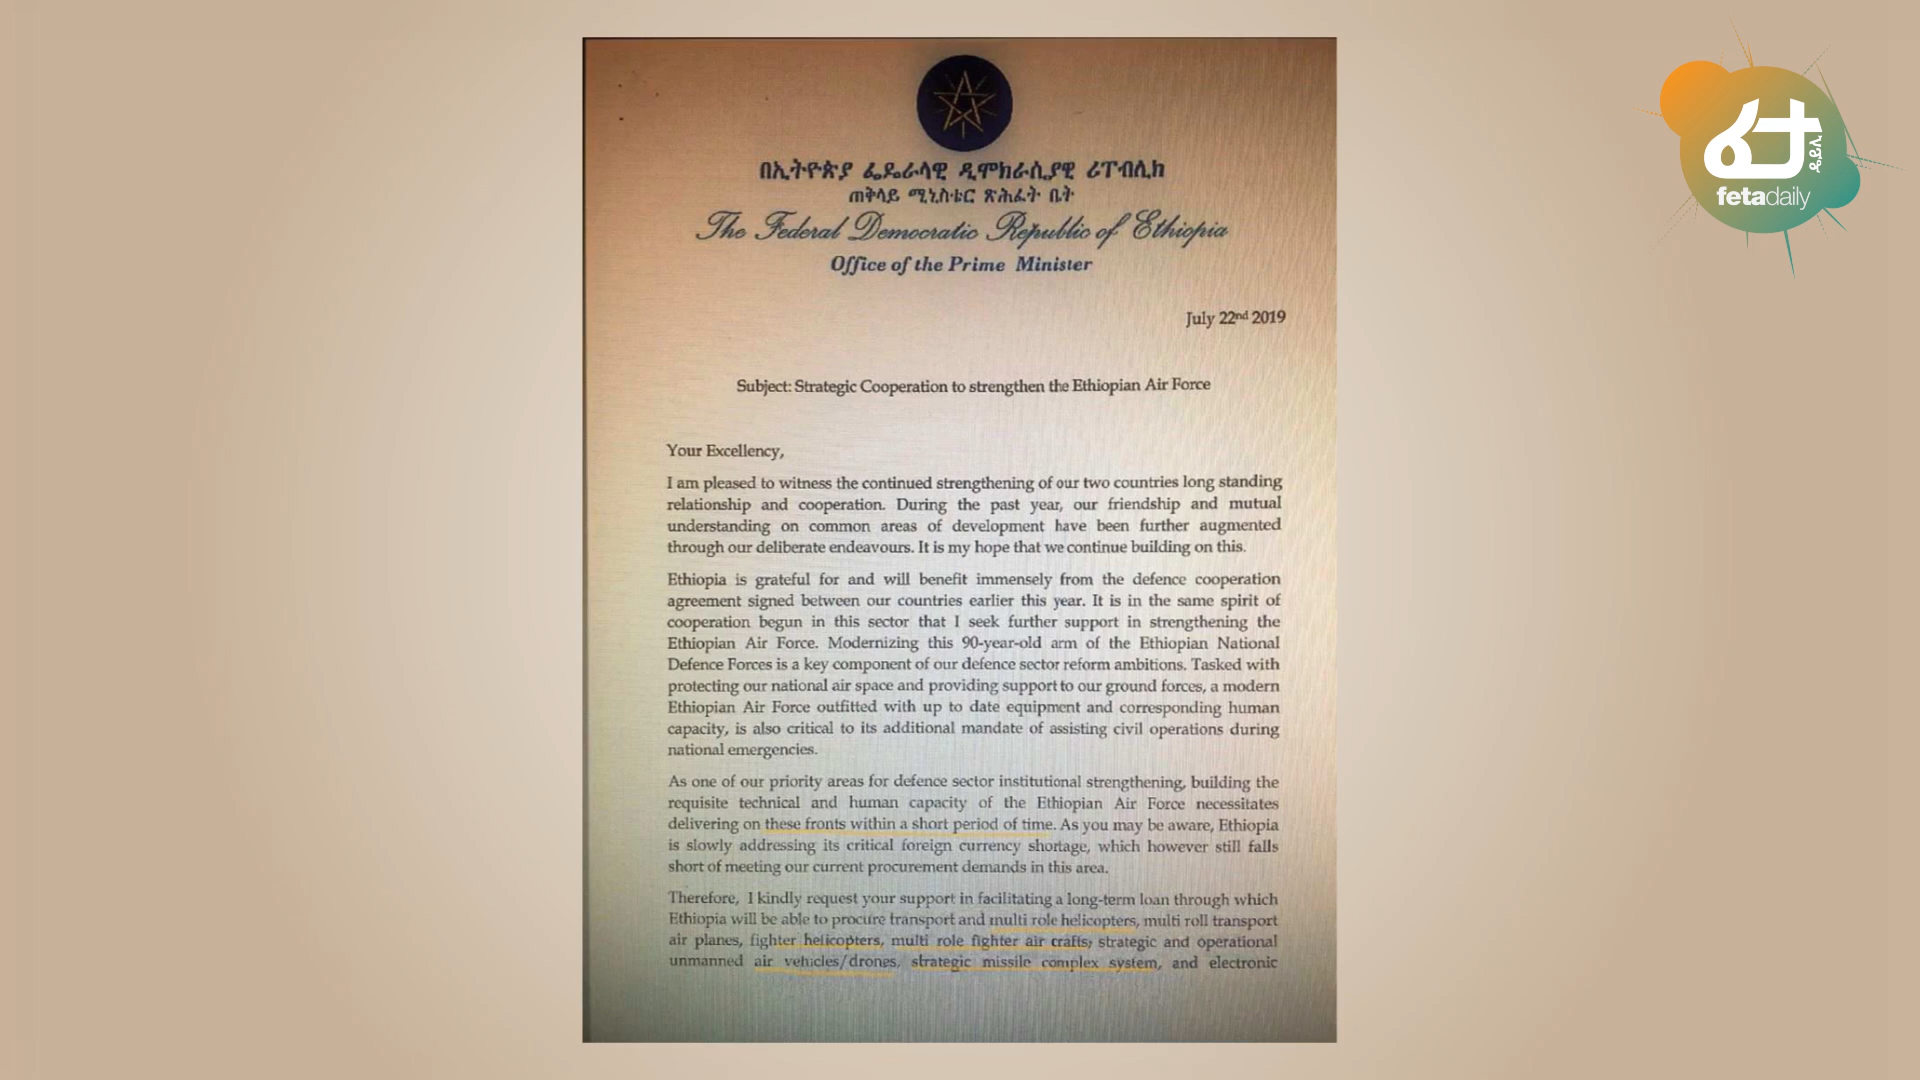 በኢትዮጵያ ፌዴራላዊ ዲሞክራሲያዊ ሪፐብሊክ
ጠቅላይ ሚኒስቴር ጽሕፈት ቤት
The Federal Democratic Republic of Ethiopia
Office of the Prime Minister
July 22nd 2019
Subject: Strategic Cooperation to strengthen the Ethiopian Air Force
Your Excellency,
I am pleased to witness the continued strengthening of our two countries long standing
relationship and cooperation. During the past year, our friendship and mutual
understanding on common areas of development have been further augmented
through our deliberate endeavours. It is my hope that we continue building on this.
Ethiopia is grateful for and will benefit immensely from the defence cooperation
agreement signed between our countries earlier this year. It is in the same spirit of
cooperation begun in this sector that I seek further support in strengthening the
Ethiopian Air Force. Modernizing this 90-year-old arm of the Ethiopian National
Defence Forces is a key component of our defence sector reform ambitions. Tasked with
protecting our national air space and providing support to our ground forces, a modern
Ethiopian Air Force outfitted with up to date equipment and corresponding human
capacity, is also critical to its additional mandate of assisting civil operations during
national emergencies.
As one of our priority areas for defence sector institutional strengthening, building the
requisite technical and human capacity of the Ethiopian Air Force necessitates
delivering on these fronts within a short period of time. As you may be aware, Ethiopia
is slowly addressing its critical foreign currency shortage, which however still falls
short of meeting our current procurement demands in this area.
Therefore, I kindly request your support in facilitating a long-term loan through which
Ethiopia will be able to procure transport and multi role helicopters, multi roll transport
air planes, fighter helicopters, multi role fighter air crafts, strategic and operational
unmanned air vehicles/drones, strategic missile complex system, and electronic
ፈታ
ዴይሊ
fetadaily